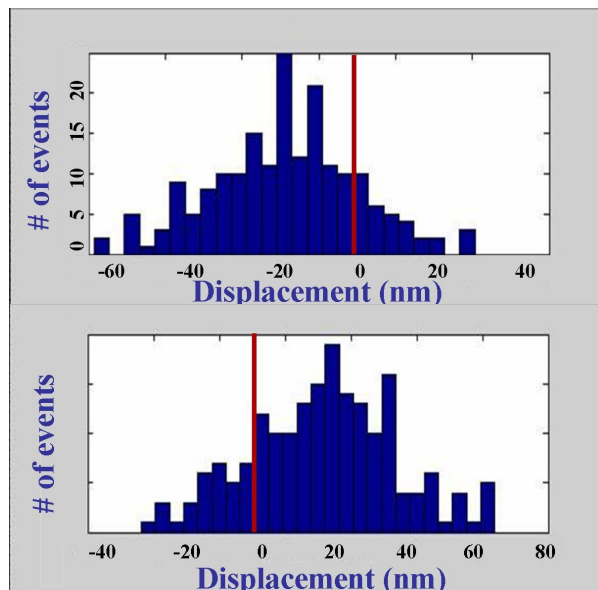 # of events
20
15
10
5
0
-60 -40 -20 0 20 40
Displacement (nm)
# of events
-40 -20 0 20 40 60 80
Displacement (nm)